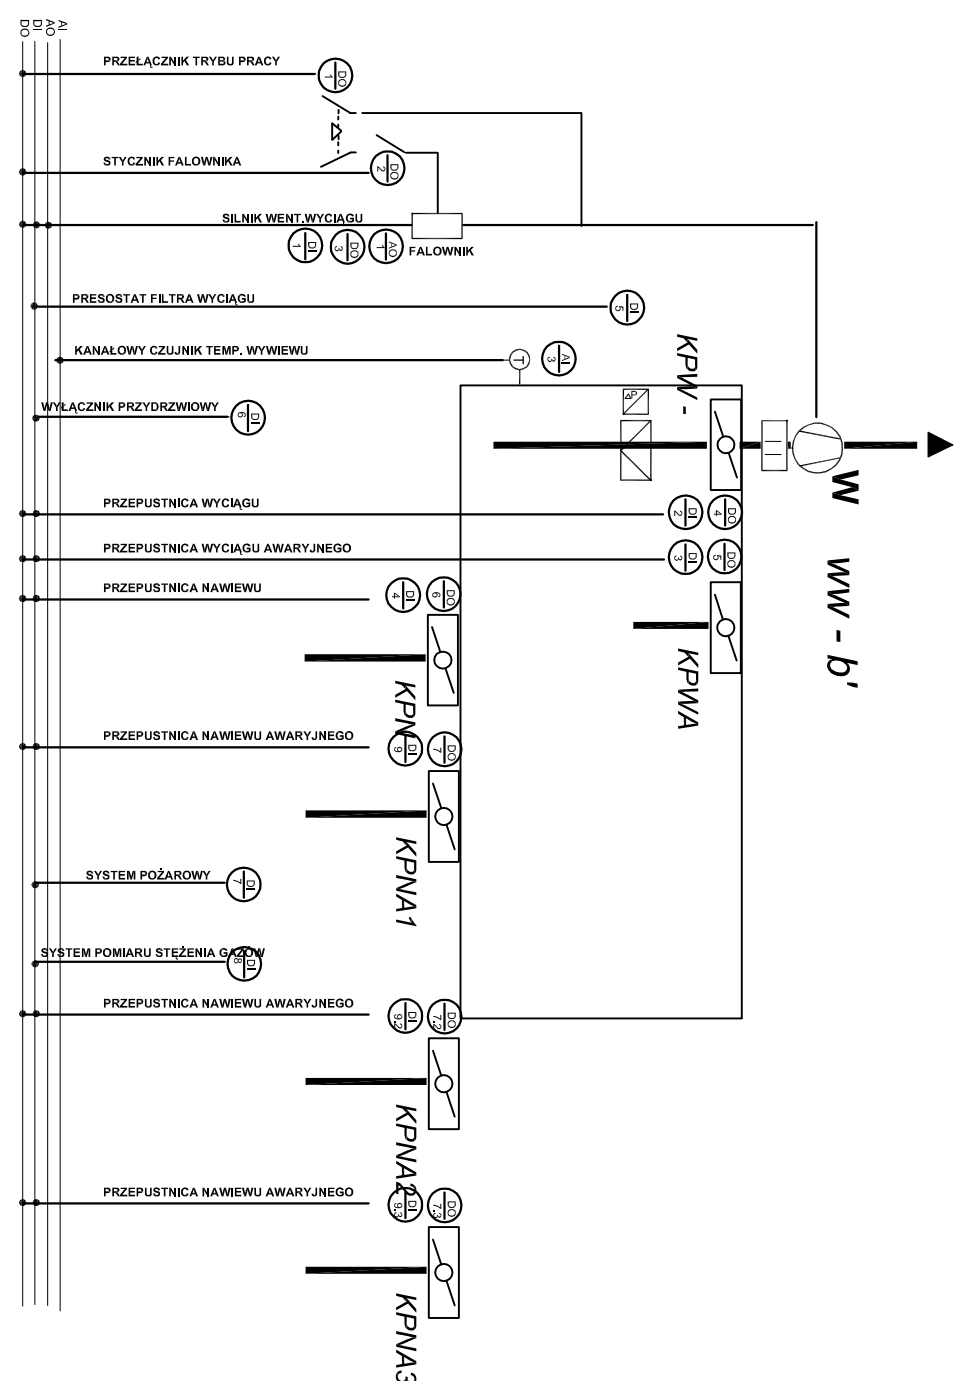 DO
DI
AO
AI
PRZEŁĄCZNIK TRYBU PRACY
DO
1
STYCZNIK FALOWNIKA
DO
2
SILNIK WENT.WYCIĄGU
DI
1
DO
3
AO
1
FALOWNIK
PRESOSTAT FILTRA WYCIĄGU
DI
5
KANAŁOWY CZUJNIK TEMP. WYWIEWU
T
AI
3
KPW -
WYŁĄCZNIK PRZYDRZWIOWY
DI
6
P
W
ww - b'
PRZEPUSTNICA WYCIĄGU
DI
2
DO
4
PRZEPUSTNICA WYCIĄGU AWARYJNEGO
DI
3
DO
5
PRZEPUSTNICA NAWIEWU
DI
4
DO
6
KPWA
KPN
PRZEPUSTNICA NAWIEWU AWARYJNEGO
DI
9
DO
7
KPNA1
SYSTEM POŻAROWY
DI
7
SYSTEM POMIARU STĘŻENIA GAZÓW
DI
8
PRZEPUSTNICA NAWIEWU AWARYJNEGO
DI
9.2
DO
7.2
KPNA2
PRZEPUSTNICA NAWIEWU AWARYJNEGO
DI
9.3
DO
7.3
KPNA3